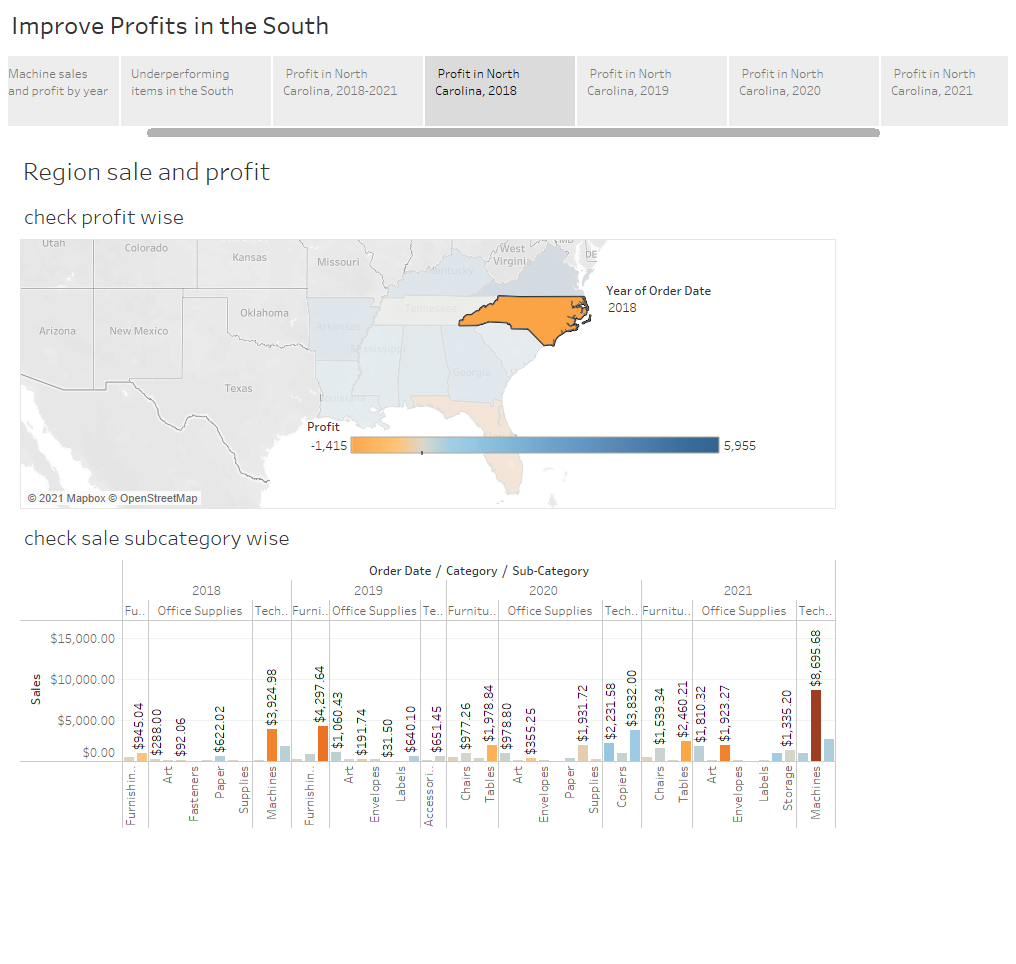 Improve Profits in the South
Machine sales
and profit by year
Underperforming
items in the South
Profit in North
Carolina, 2018-2021
Profit in North
Carolina, 2018
Profit in North
Carolina, 2019
Profit in North
Carolina, 2020
Profit in North
Carolina, 2021
Region sale and profit
check profit wise
Utah
Colorado
Kansas
Missouri
West
Virginia
MD
DE
Kentucky
Arizona
New Mexico
Oklahoma
Arkansas
Tennessee
Mississippi
Georgia
Texas
Louisiana
Year of Order Date
2018
Profit
-1,415
5,955
© 2021 Mapbox © OpenStreetMap
check sale subcategory wise
Order Date / Category / Sub-Category
2018 2019 2020 2021
Fu.. Office Supplies Tech.. Furni.. Office Supplies Te.. Furnitu.. Office Supplies Tech.. Furnitu.. Office Supplies Tech..
Sales
$15,000.00
$10,000.00
$5,000.00
$0.00
$945.04 $288.00 $92.06 $622.02 $3,924.98 $4,297.64 $1,060.43 $191.74 $31.50 $640.10 $651.45 $977.26 $1,978.84 $978.80 $355.25 $1,931.72 $2,231.58 $3,832.00 $1,539.34 $2,460.21 $1,810.32 $1,923.27 $1,335.20 $8,695.68
Furnishin.. Art Fasteners Paper Supplies Machines Furnishin.. Art Envelopes Labels Accessori.. Chairs Tables Art Envelopes Paper Supplies Copiers Chairs Tables Art Envelopes Labels Storage Machines